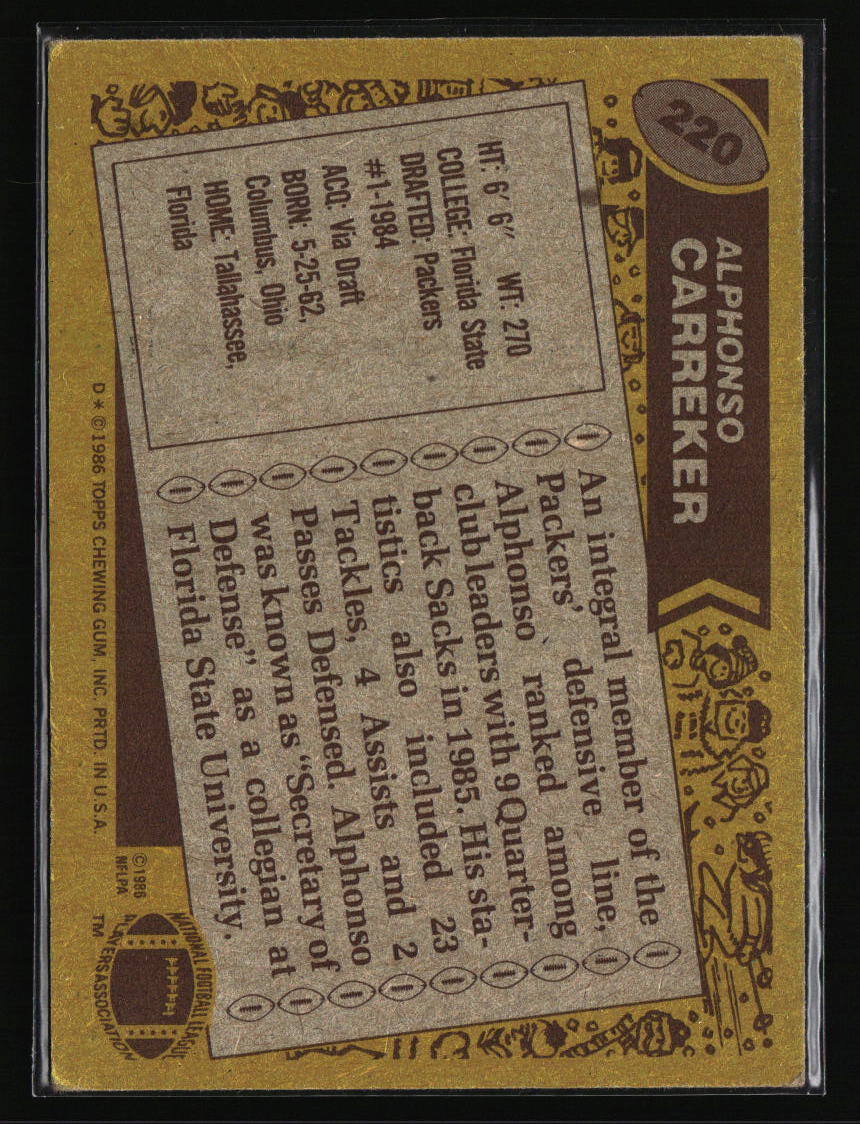 220
ALPHONSO
CARREKER
HT: 6' 6" WT: 270
COLLEGE: Florida State
DRAFTED: Packers
#1-1984
ACQ: Via Draft
BORN: 5-25-62,
Columbus, Ohio
HOME: Tallahassee,
Florida
An integral member of the
Packers' defensive line,
Alphonso ranked among
club leaders with 9 Quarter-
back Sacks in 1985. His sta-
tistics also included 23
Tackles, 4 Assists and 2
Passes Defensed. Alphonso
was known as “Secretary of
Defense” as a collegian at
Florida State University.
D * © 1986 TOPPS CHEWING GUM, INC. PRTD. IN U.S.A.
© 1986
NFLPA
NATIONAL FOOTBALL LEAGUE
PLAYERS ASSOCIATION
TM